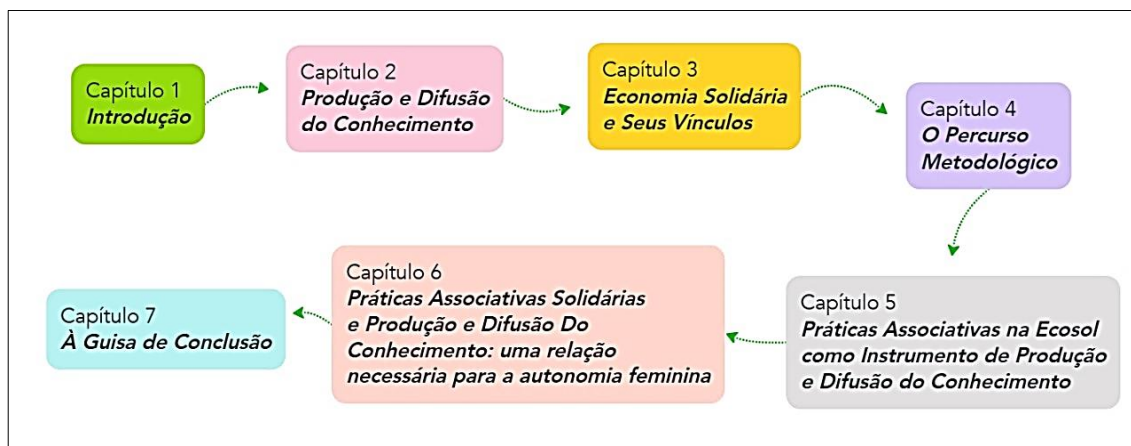 Capítulo 1
Introdução
Capítulo 2
Produção e Difusão
do Conhecimento
Capítulo 3
Economia Solidária
e Seus Vínculos
Capítulo 4
O Percurso
Metodológico
Capítulo 5
Práticas Associativas na Ecosol
como Instrumento de Produção
e Difusão do Conhecimento
Capítulo 6
Práticas Associativas Solidárias
e Produção e Difusão Do
Conhecimento: uma relação
necessária para a autonomia feminina
Capítulo 7
À Guisa de Conclusão